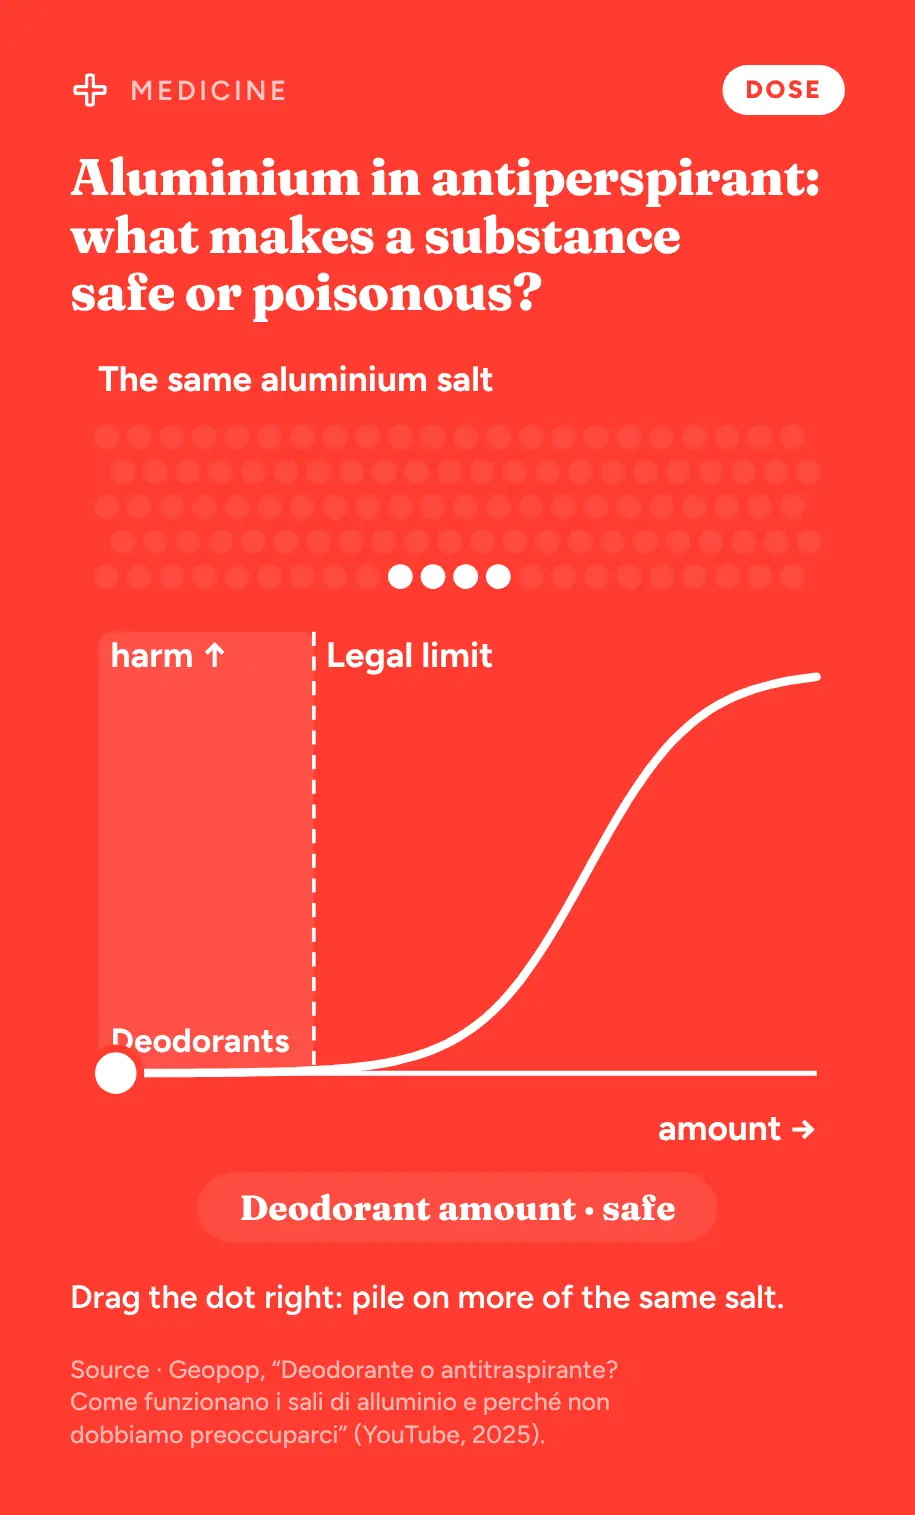 MEDICINE
DOSE
Aluminium in antiperspirant:
what makes a substance
safe or poisonous?
The same aluminium salt
harm ↑
Legal limit
Deodorants
amount →
Deodorant amount · safe
Drag the dot right: pile on more of the same salt.
Source · Geopop, “Deodorante o antitraspirante?
Come funzionano i sali di alluminio e perché non
dobbiamo preoccuparci” (YouTube, 2025).